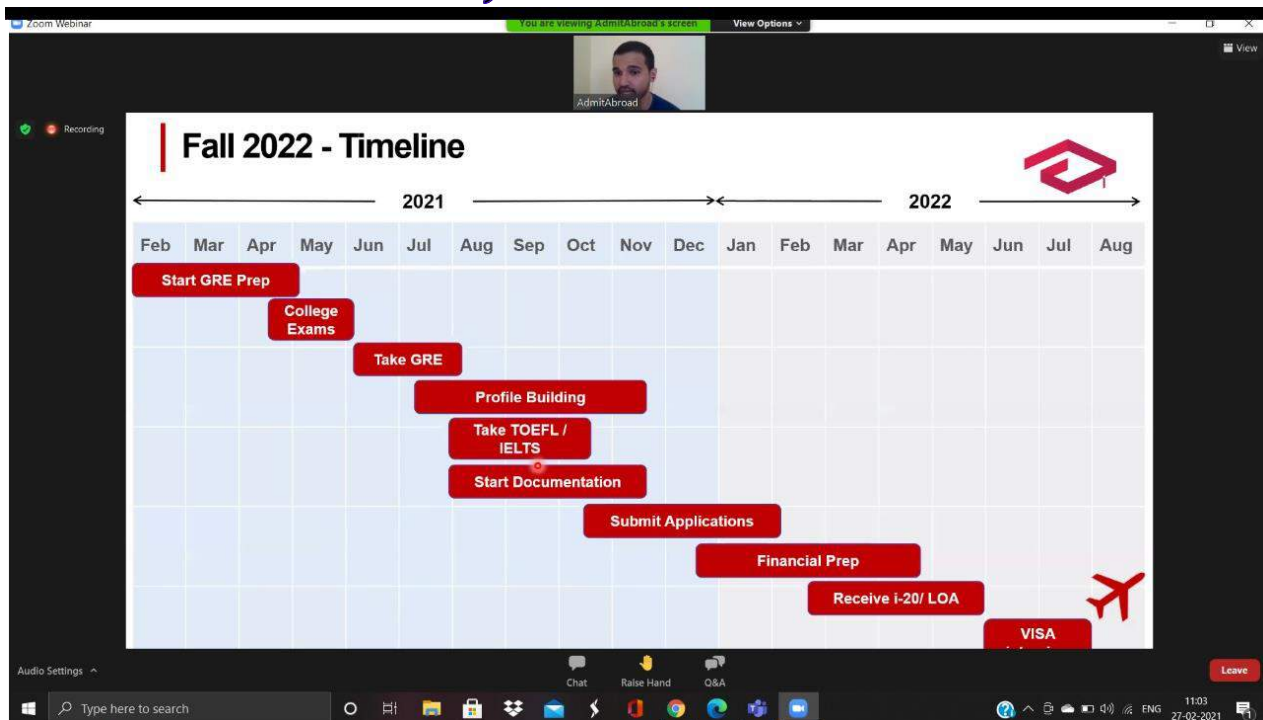 Zoom Webinar
You are viewing AdmitAbroad's screen
View Options
View
AdmitAbroad
Recording
Fall 2022 - Timeline
2021
2022
Feb Mar Apr May Jun Jul Aug Sep Oct Nov Dec Jan Feb Mar Apr May Jun Jul Aug
Start GRE Prep
College
Exams
Take GRE
Profile Building
Take TOEFL /
IELTS
Start Documentation
Submit Applications
Financial Prep
Receive i-20/ LOA
VISA
Audio Settings
Chat
Raise Hand
Q&A
Leave
Type here to search
ENG
11:03
27-02-2021